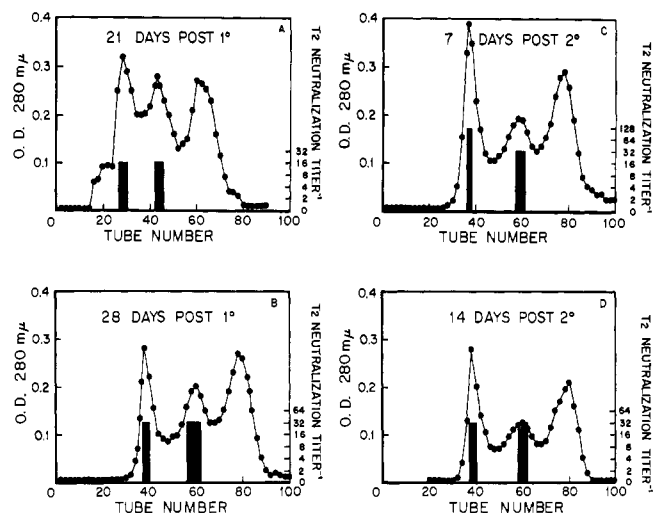 21 DAYS POST 1°
A
O.D. 280 mμ
0.4
0.3
0.2
0.1
T2 NEUTRALIZATION TITER⁻¹
32
16
8
4
2
0
0 20 40 60 80 100
TUBE NUMBER
7 DAYS POST 2°
C
O.D. 280 mμ
0.4
0.3
0.2
0.1
T2 NEUTRALIZATION TITER⁻¹
128
64
32
16
8
4
2
0
0 20 40 60 80 100
TUBE NUMBER
28 DAYS POST 1°
B
O.D. 280 mμ
0.4
0.3
0.2
0.1
T2 NEUTRALIZATION TITER⁻¹
64
32
16
8
4
2
0
0 20 40 60 80 100
TUBE NUMBER
14 DAYS POST 2°
D
O.D. 280 mμ
0.4
0.3
0.2
0.1
T2 NEUTRALIZATION TITER⁻¹
64
32
16
8
4
2
0
0 20 40 60 80 100
TUBE NUMBER